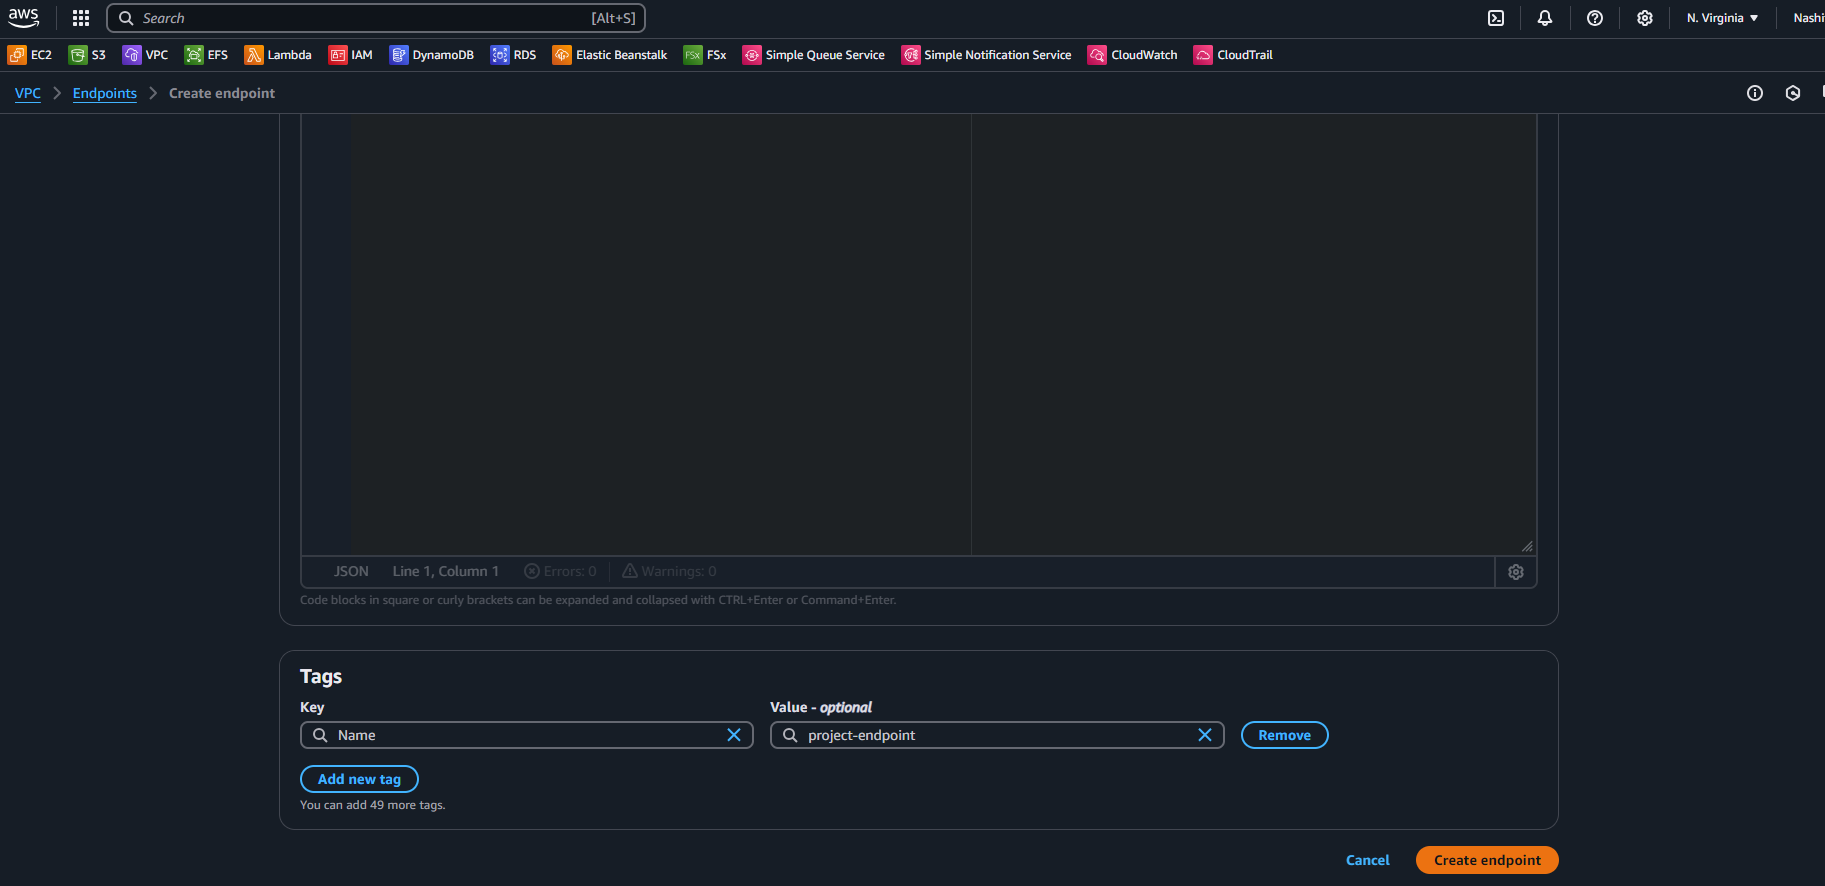 aws
Search [Alt+S]
N. Virginia
EC2 S3 VPC EFS Lambda IAM DynamoDB RDS Elastic Beanstalk FSx FSx Simple Queue Service Simple Notification Service CloudWatch CloudTrail
VPC Endpoints Create endpoint
JSON Line 1, Column 1 Errors: 0 Warnings: 0
Code blocks in square or curly brackets can be expanded and collapsed with CTRL+Enter or Command+Enter.
Tags
Key Value - optional
Name project-endpoint Remove
Add new tag
You can add 49 more tags.
Cancel Create endpoint